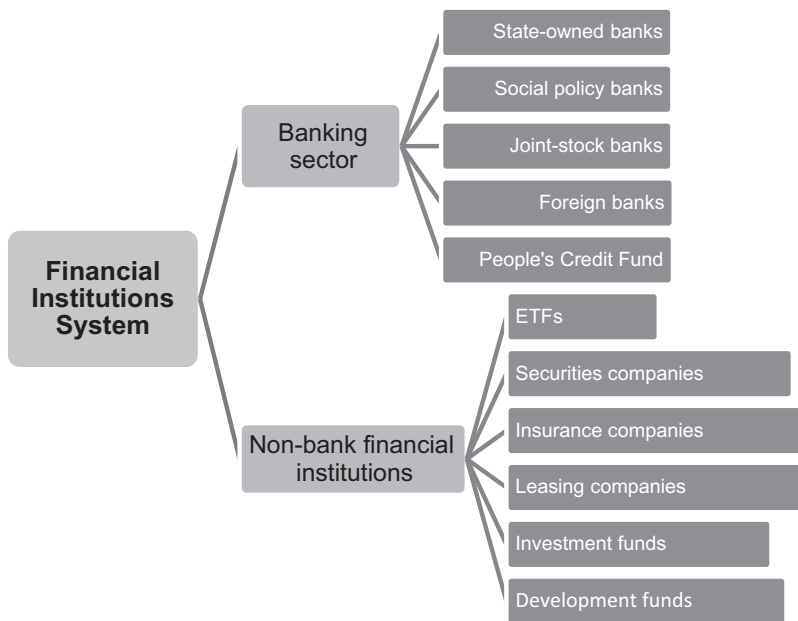 Financial
Institutions
System
Banking
sector
State-owned banks
Social policy banks
Joint-stock banks
Foreign banks
People's Credit Fund
Non-bank financial
institutions
ETFs
Securities companies
Insurance companies
Leasing companies
Investment funds
Development funds